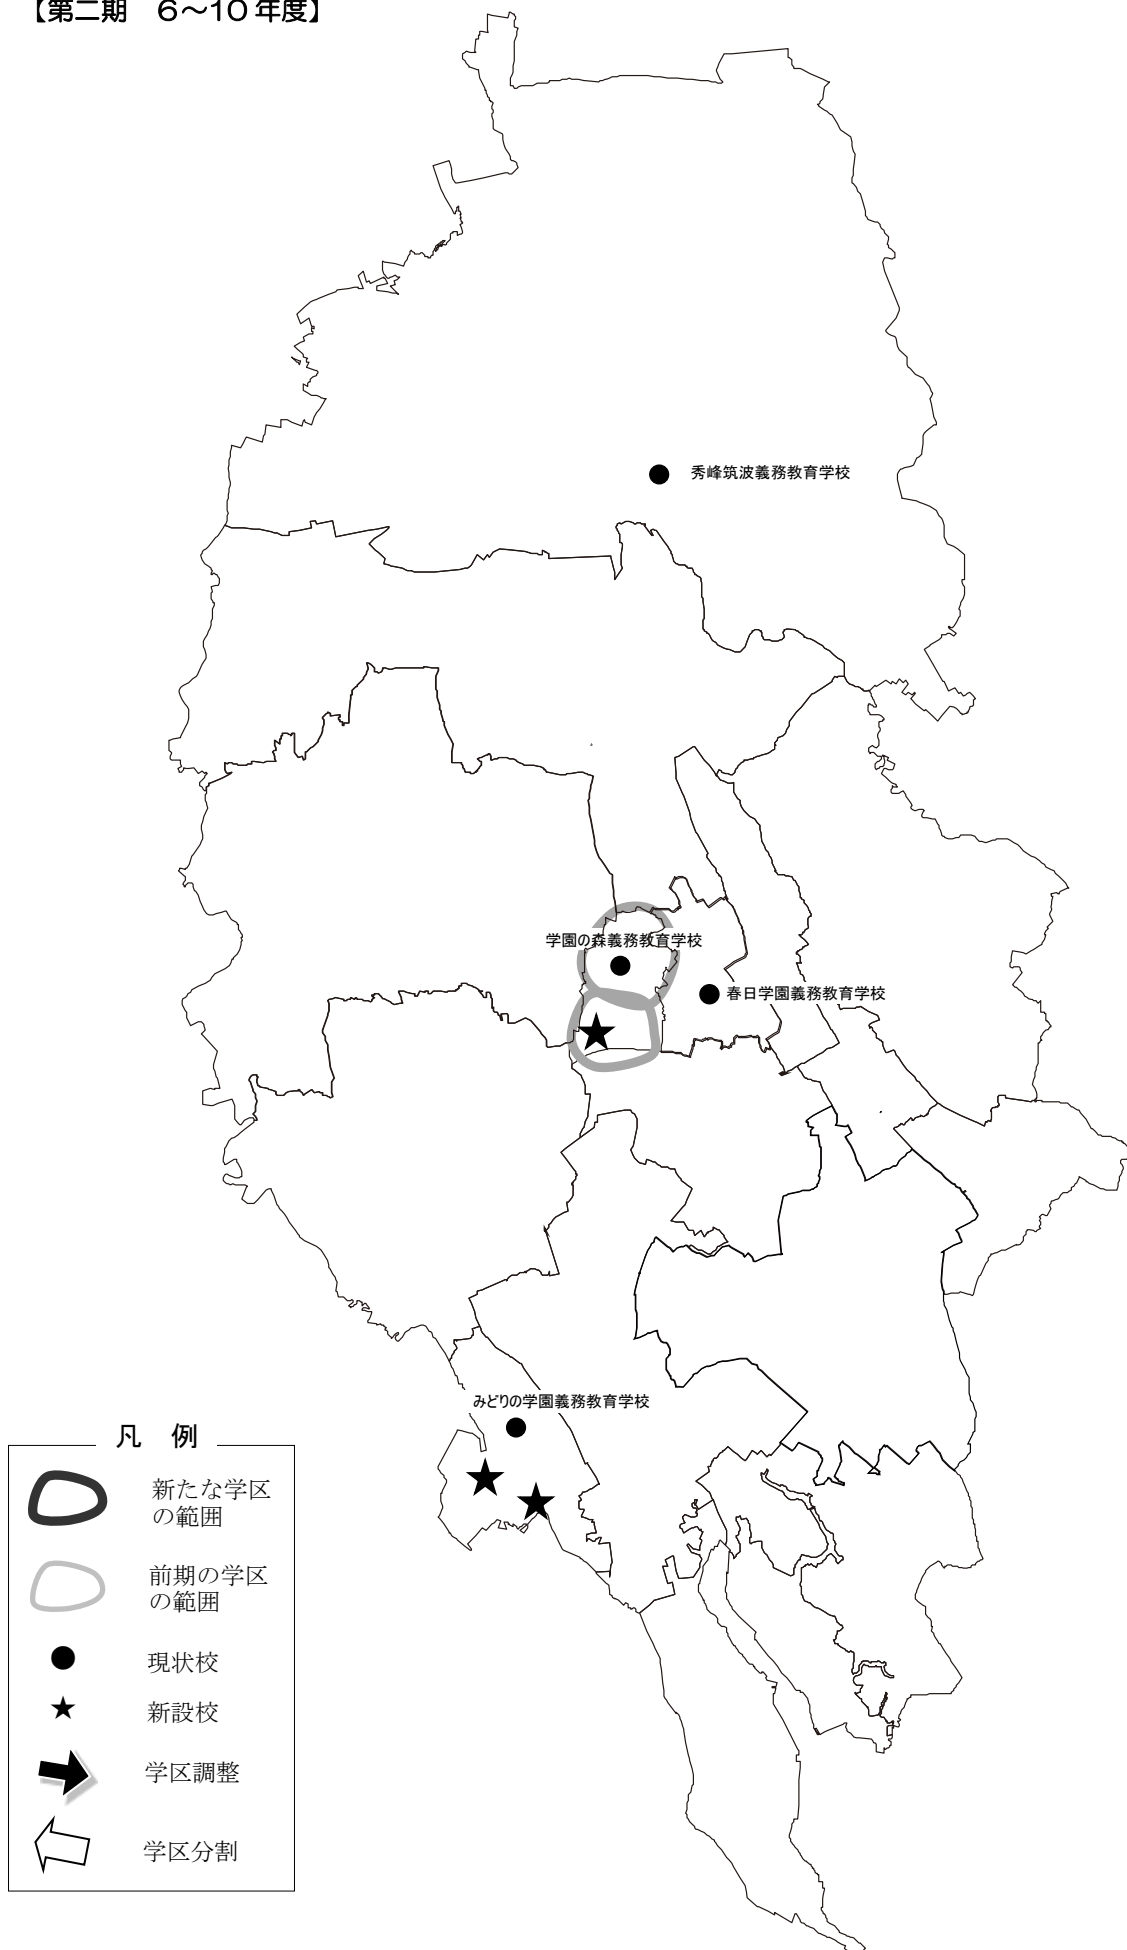 【第二期　６～10 年度】
秀峰筑波義務教育学校
学園の森義務教育学校
春日学園義務教育学校
みどりの学園義務教育学校
凡　例
新たな学区
の範囲
前期の学区
の範囲
現状校
新設校
学区調整
学区分割